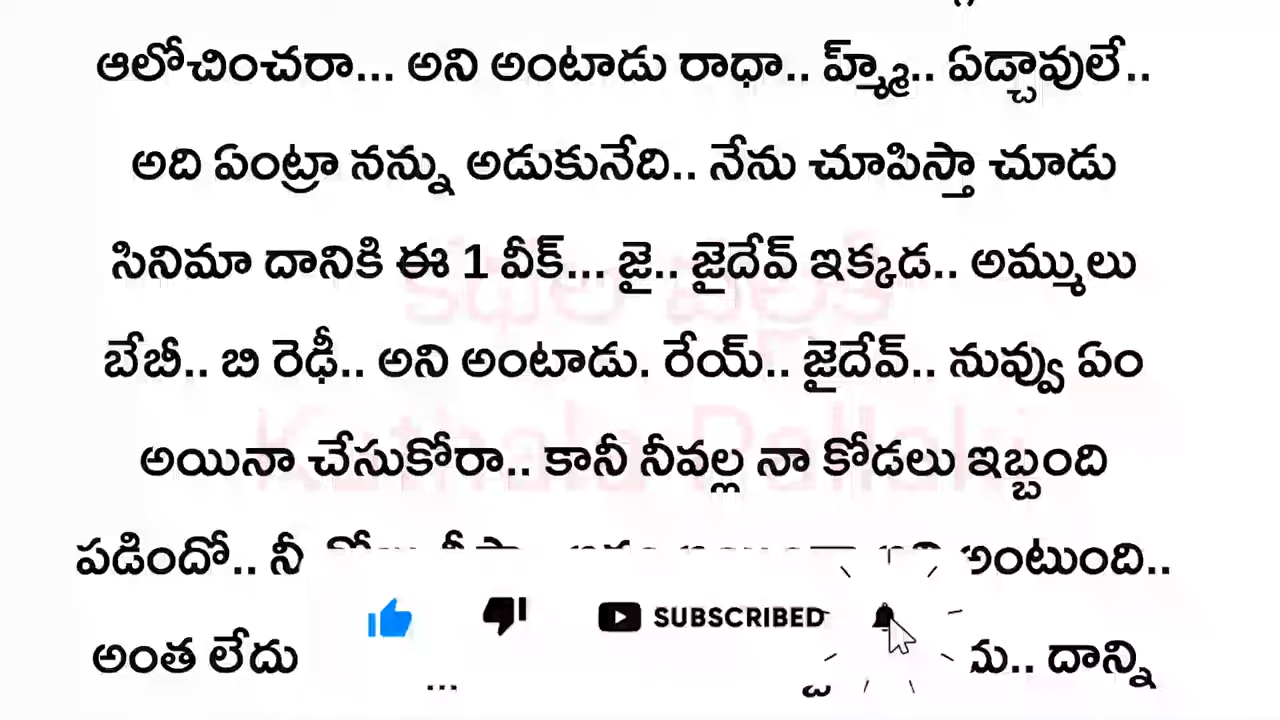 ఆలోచించరా... అని అంటాడు రాధా.. హ్మ్మ్.. ఏడ్చావులే..
అది ఏంట్రా నన్ను అడుకునేది.. నేను చూపిస్తా చూడు
సినిమా దానికి ఈ 1 వీక్... జై.. జైదేవ్ ఇక్కడ.. అమ్ములు
బేబీ.. బి రెఢీ.. అని అంటాడు. రేయ్.. జైదేవ్.. నువ్వు ఏం
అయినా చేసుకోరా.. కానీ నీవల్ల నా కోడలు ఇబ్బంది
పడిందో.. నీ అంటుంది..
SUBSCRIBED
అంత లేదు ... దాన్ని